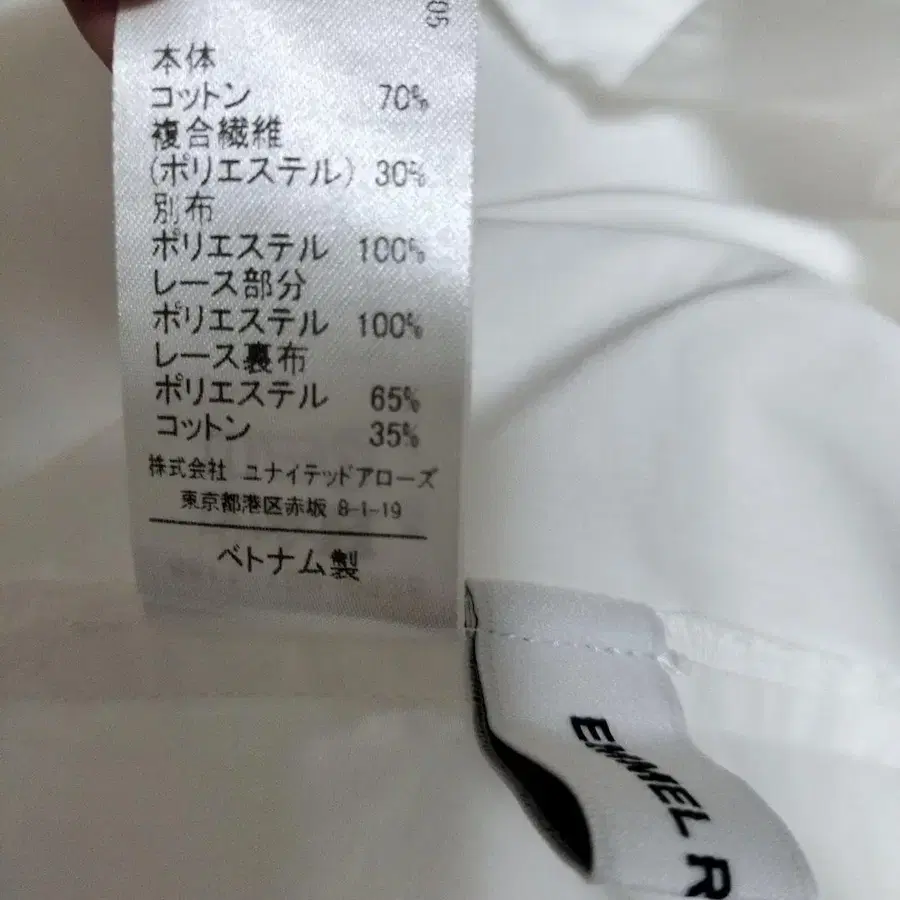 05
本体
コットン 70%
複合繊維
(ポリエステル) 30%
別布
ポリエステル 100%
レース部分
ポリエステル 100%
レース裏布
ポリエステル 65%
コットン 35%
株式会社 ユナイテッドアローズ
東京都港区赤坂 8-1-19
ベトナム製
EMMEL R